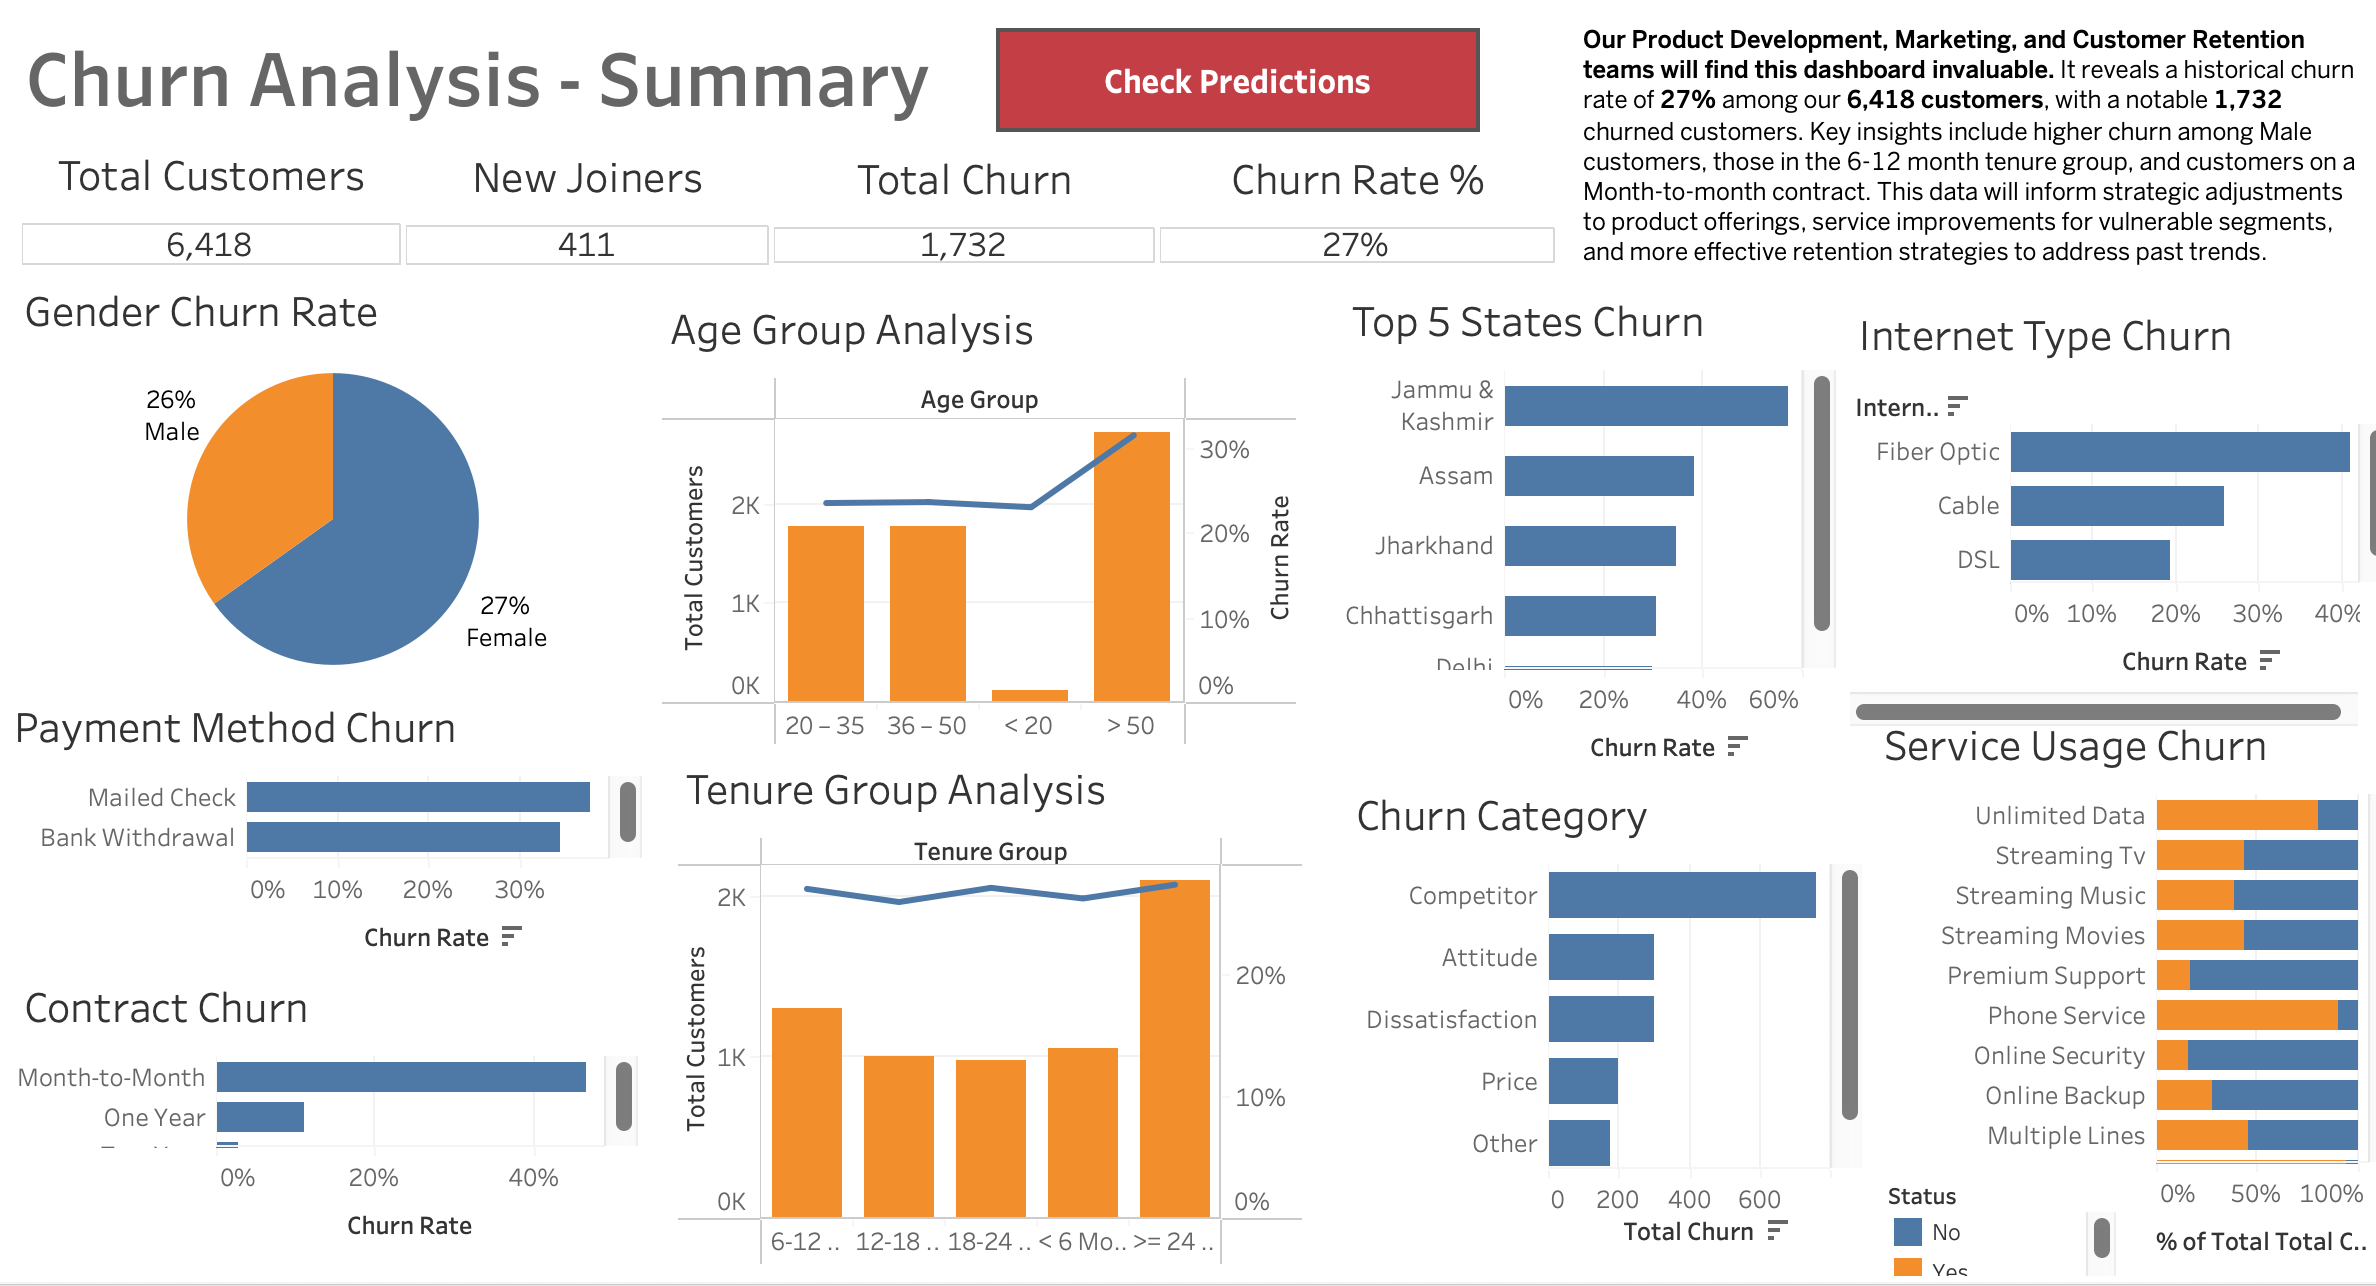 Churn Analysis - Summary
Check Predictions
Our Product Development, Marketing, and Customer Retention
teams will find this dashboard invaluable. It reveals a historical churn
rate of 27% among our 6,418 customers, with a notable 1,732
churned customers. Key insights include higher churn among Male
customers, those in the 6-12 month tenure group, and customers on a
Month-to-month contract. This data will inform strategic adjustments
to product offerings, service improvements for vulnerable segments,
and more effective retention strategies to address past trends.
Total Customers
6,418
New Joiners
411
Total Churn
1,732
Churn Rate %
27%
Gender Churn Rate
26%
Male
27%
Female
Age Group Analysis
Age Group
Total Customers
2K
1K
0K
30%
20%
10%
0%
Churn Rate
20 – 35 36 – 50 < 20 > 50
Top 5 States Churn
Jammu &
Kashmir
Assam
Jharkhand
Chhattisgarh
Delhi
0% 20% 40% 60%
Churn Rate
Internet Type Churn
Intern..
Fiber Optic
Cable
DSL
0% 10% 20% 30% 40%
Churn Rate
Payment Method Churn
Mailed Check
Bank Withdrawal
0% 10% 20% 30%
Churn Rate
Contract Churn
Month-to-Month
One Year
0% 20% 40%
Churn Rate
Tenure Group Analysis
Tenure Group
Total Customers
2K
1K
0K
20%
10%
0%
6-12 .. 12-18 .. 18-24 .. < 6 Mo.. >= 24 ..
Churn Category
Competitor
Attitude
Dissatisfaction
Price
Other
0 200 400 600
Total Churn
Service Usage Churn
Unlimited Data
Streaming Tv
Streaming Music
Streaming Movies
Premium Support
Phone Service
Online Security
Online Backup
Multiple Lines
0% 50% 100%
% of Total Total C..
Status
No
Yes